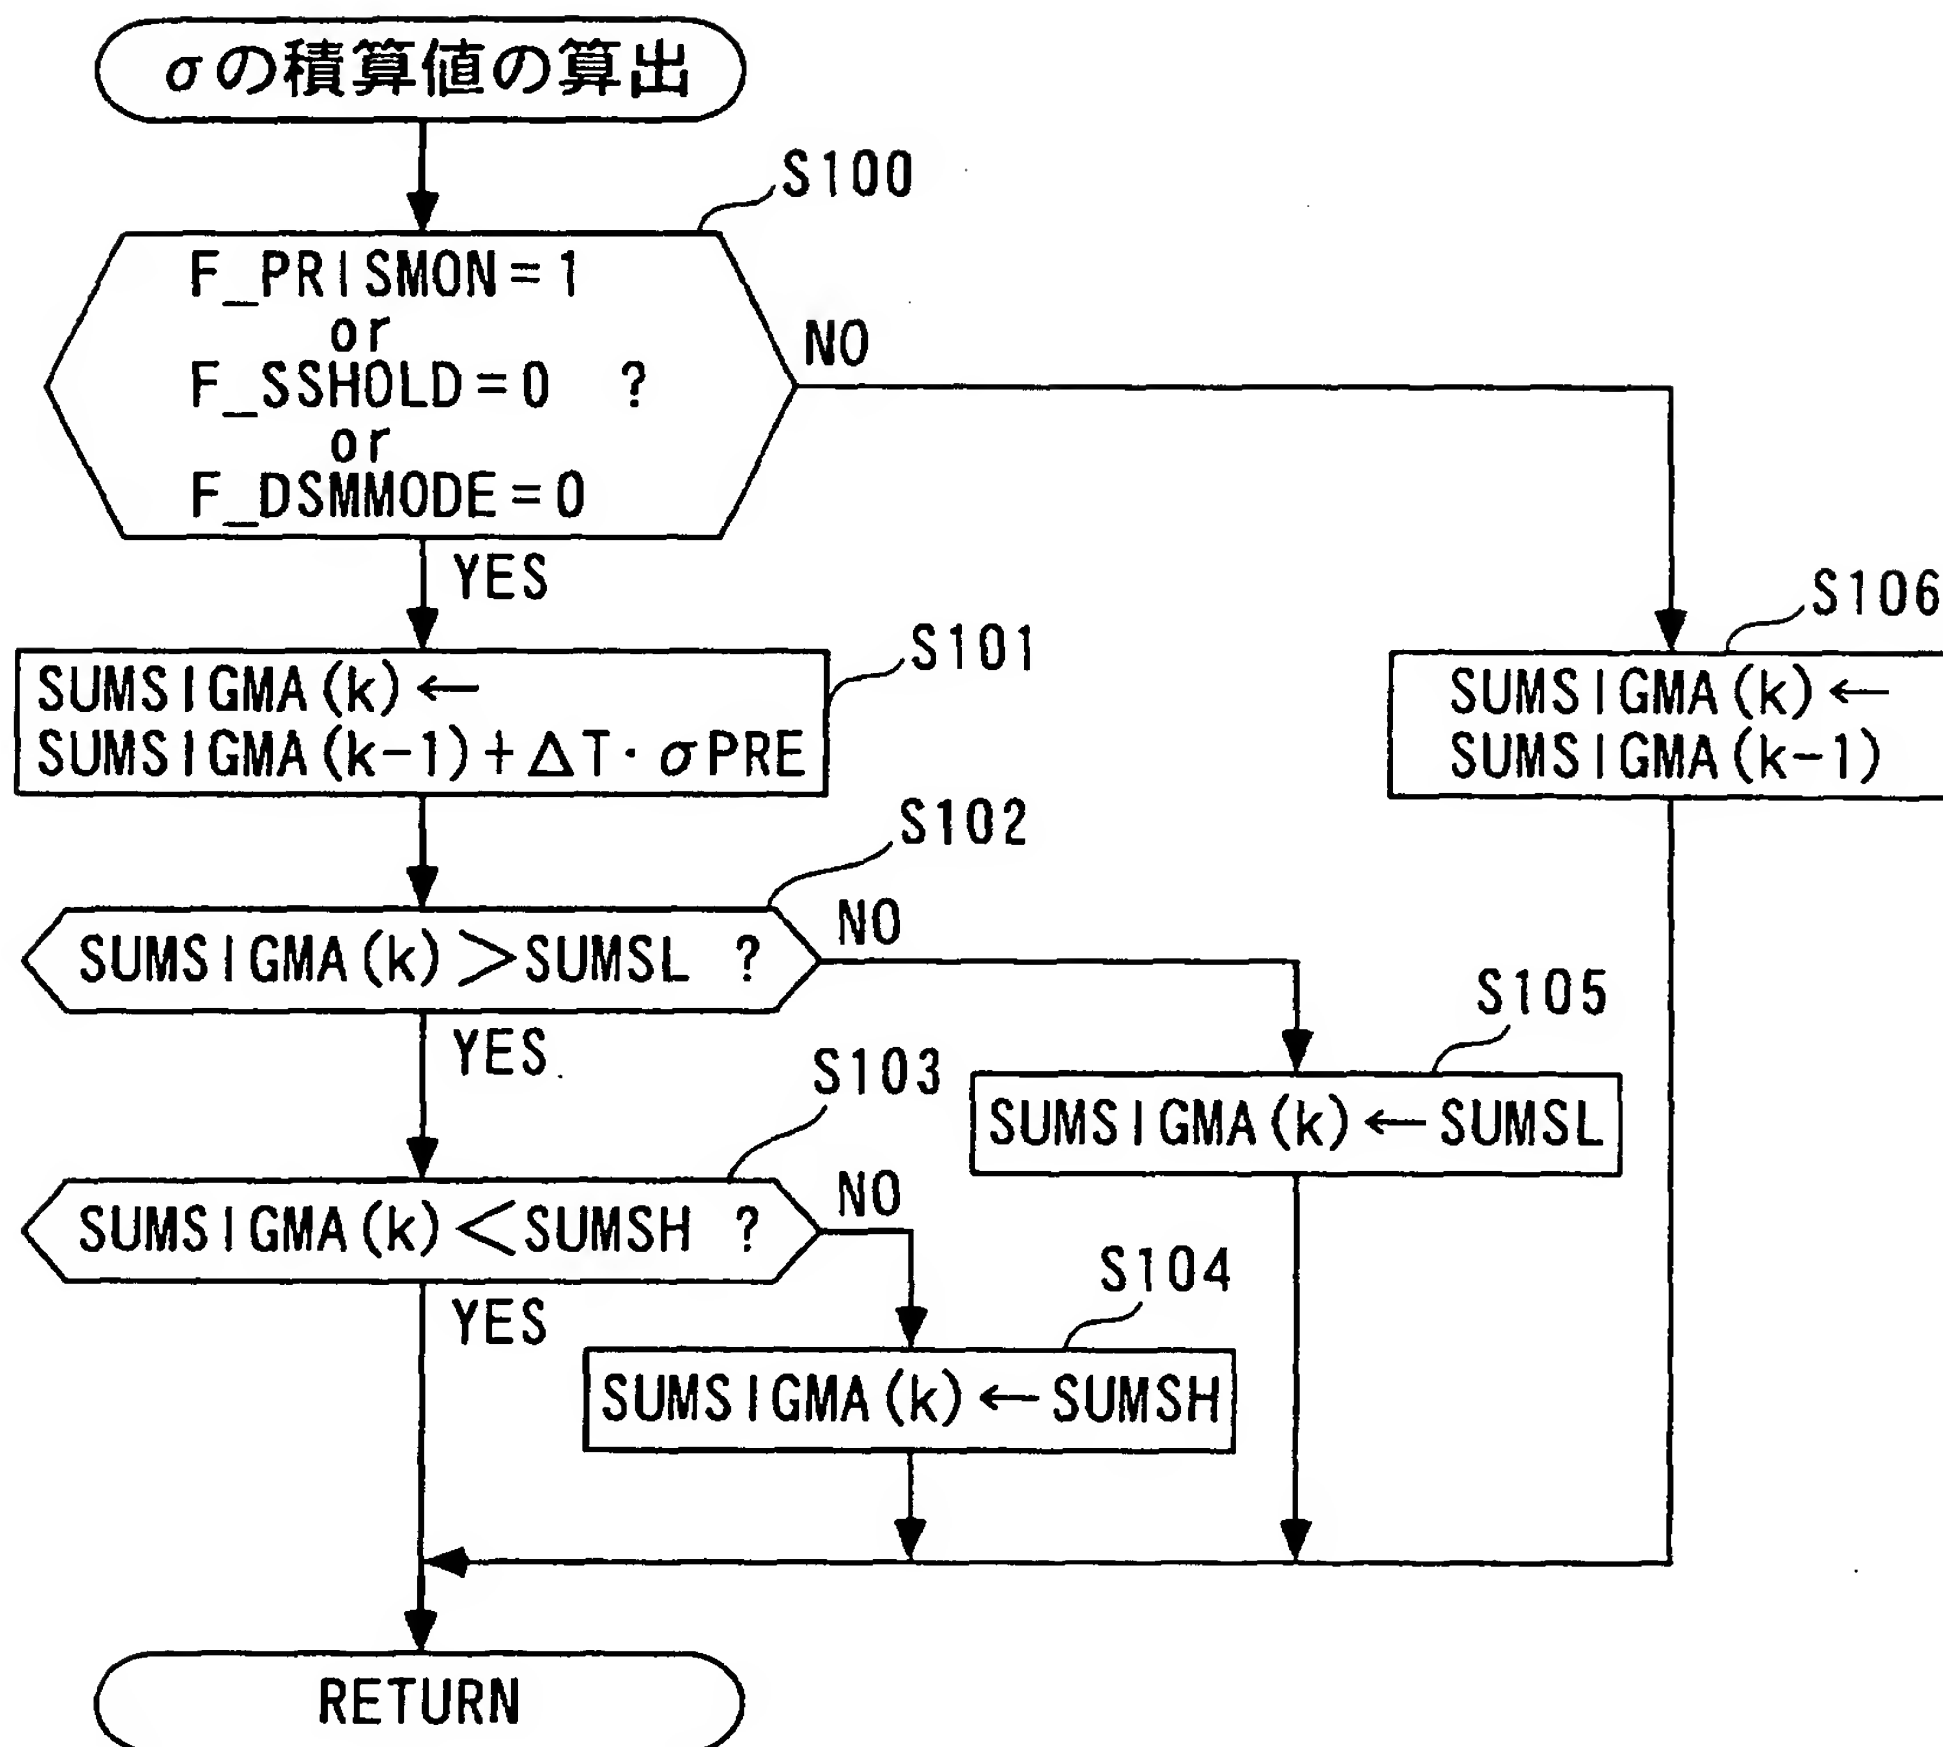 σの積算値の算出
S100
F_PRISMON=1
or
F_SSHOLD=0 ?
or
F_DSMMODE=0
NO
YES
S101
SUMSIGMA(k)←
SUMSIGMA(k-1)+ΔT・σPRE
S106
SUMSIGMA(k)←
SUMSIGMA(k-1)
S102
SUMSIGMA(k)>SUMSL ?
NO
YES
S105
SUMSIGMA(k)←SUMSL
S103
SUMSIGMA(k)<SUMSH ?
NO
YES
S104
SUMSIGMA(k)←SUMSH
RETURN